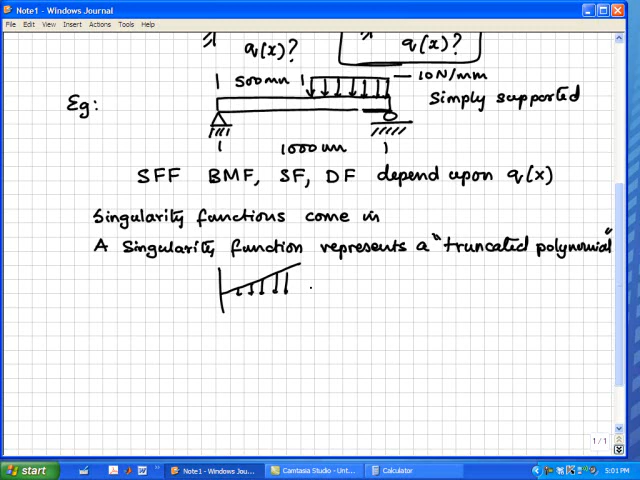 Note1 - Windows Journal
File Edit View Insert Actions Tools Help
q(x)? q(x)?
500mm 10N/mm
Eg: Simply supported
1000mm
SFF BMF, SF, DF depend upon q(x)
Singularity functions come in
A Singularity function represents a "truncated polynomial"
1/1
start Note1 - Windows Jou... Camtasia Studio - Unt... Calculator 5:01 PM